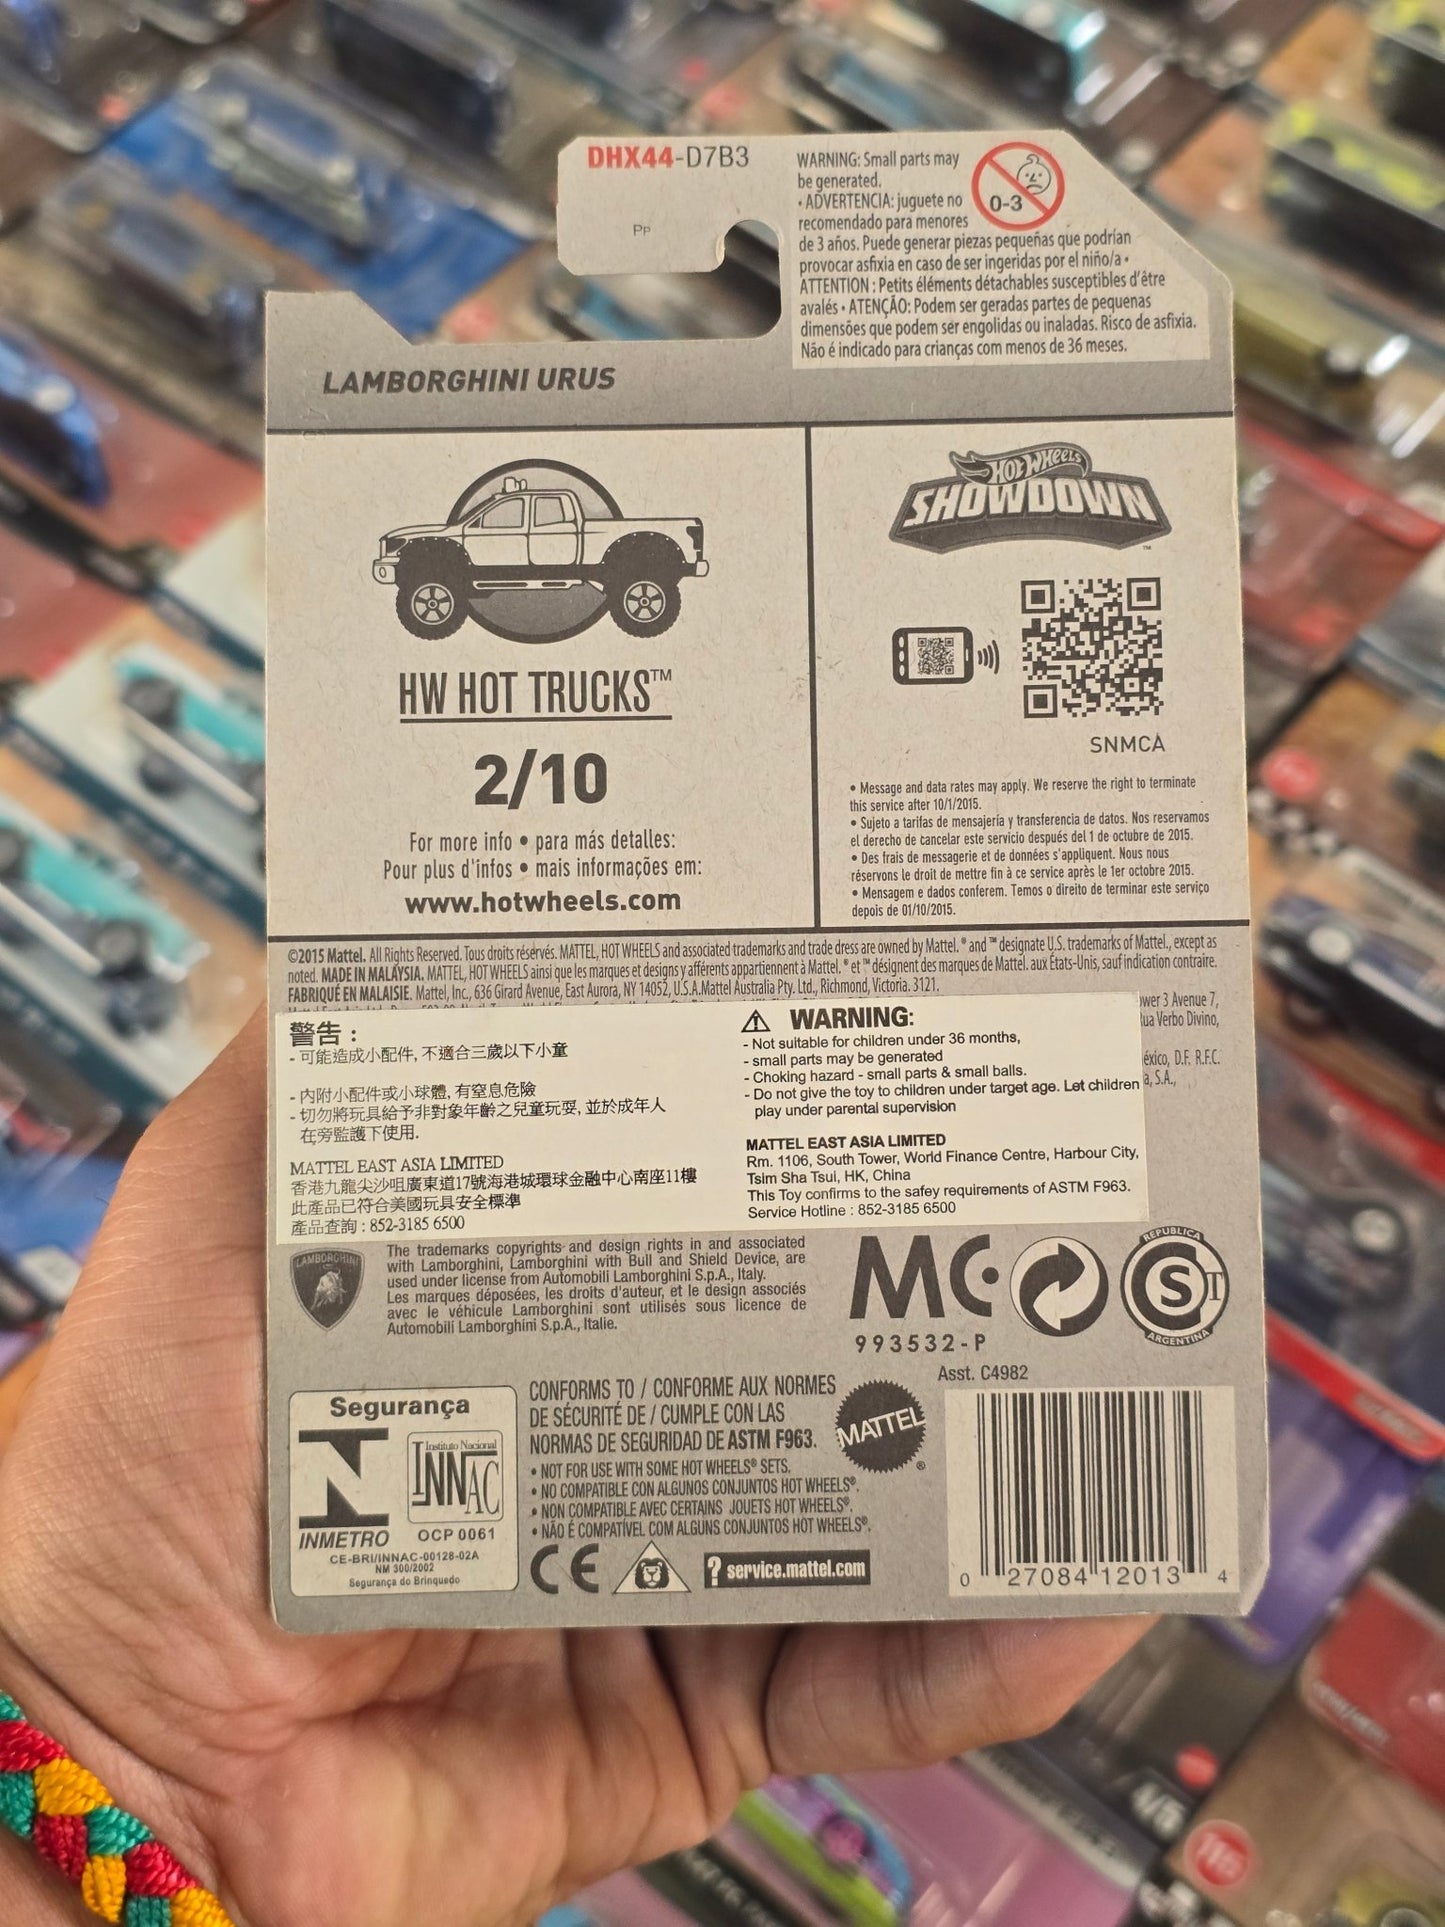 DHX44-D7B3
Pp
WARNING: Small parts may
be generated.
• ADVERTENCIA: juguete no
recomendado para menores
de 3 años. Puede generar piezas pequeñas que podrían
provocar asfixia en caso de ser ingeridas por el niño/a •
ATTENTION : Petits éléments détachables susceptibles d'être
avalés • ATENÇÃO: Podem ser geradas partes de pequenas
dimensões que podem ser engolidas ou inaladas. Risco de asfixia.
Não é indicado para crianças com menos de 36 meses.
0-3
LAMBORGHINI URUS
HW HOT TRUCKS™
2/10
For more info • para más detalles:
Pour plus d'infos • mais informações em:
www.hotwheels.com
HOT WHEELS
SHOWDOWN™
SNMCA
• Message and data rates may apply. We reserve the right to terminate
this service after 10/1/2015.
• Sujeto a tarifas de mensajería y transferencia de datos. Nos reservamos
el derecho de cancelar este servicio después del 1 de octubre de 2015.
• Des frais de messagerie et de données s'appliquent. Nous nous
réservons le droit de mettre fin à ce service après le 1er octobre 2015.
• Mensagem e dados conferem. Temos o direito de terminar este serviço
depois de 01/10/2015.
©2015 Mattel. All Rights Reserved. Tous droits réservés. MATTEL, HOT WHEELS and associated trademarks and trade dress are owned by Mattel. ® and ™ designate U.S. trademarks of Mattel., except as
noted. MADE IN MALAYSIA. MATTEL, HOT WHEELS ainsi que les marques et designs y afférents appartiennent à Mattel. ® et ™ désignent des marques de Mattel. aux États-Unis, sauf indication contraire.
FABRIQUÉ EN MALAISIE. Mattel, Inc., 636 Girard Avenue, East Aurora, NY 14052, U.S.A. Mattel Australia Pty. Ltd., Richmond, Victoria. 3121.
ower 3 Avenue 7,
Rua Verbo Divino,
éxico, D.F. R.F.C.
a, S.A.,
警告 :
- 可能造成小配件, 不適合三歲以下小童
- 內附小配件或小球體, 有窒息危險
- 切勿將玩具給予非對象年齡之兒童玩耍, 並於成年人
在旁監護下使用.
MATTEL EAST ASIA LIMITED
香港九龍尖沙咀廣東道17號海港城環球金融中心南座11樓
此產品已符合美國玩具安全標準
產品查詢 : 852-3185 6500
WARNING:
- Not suitable for children under 36 months,
- small parts may be generated
- Choking hazard - small parts & small balls.
- Do not give the toy to children under target age. Let children
play under parental supervision
MATTEL EAST ASIA LIMITED
Rm. 1106, South Tower, World Finance Centre, Harbour City,
Tsim Sha Tsui, HK, China
This Toy confirms to the safey requirements of ASTM F963.
Service Hotline : 852-3185 6500
LAMBORGHINI
The trademarks copyrights and design rights in and associated
with Lamborghini, Lamborghini with Bull and Shield Device, are
used under license from Automobili Lamborghini S.p.A., Italy.
Les marques déposées, les droits d'auteur, et le design associés
avec le véhicule Lamborghini sont utilisés sous licence de
Automobili Lamborghini S.p.A., Italie.
MC
993532-P
REPUBLICA
S T
ARGENTINA
Segurança
INMETRO
Instituto Nacional
INNAC
OCP 0061
CE-BRI/INNAC-00128-02A
NM 300/2002
Segurança do Brinquedo
CONFORMS TO / CONFORME AUX NORMES
DE SÉCURITÉ DE / CUMPLE CON LAS
NORMAS DE SEGURIDAD DE ASTM F963.
• NOT FOR USE WITH SOME HOT WHEELS® SETS.
• NO COMPATIBLE CON ALGUNOS CONJUNTOS HOT WHEELS®.
• NON COMPATIBLE AVEC CERTAINS JOUETS HOT WHEELS®.
• NÃO É COMPATÍVEL COM ALGUNS CONJUNTOS HOT WHEELS®.
CE
? service.mattel.com
MATTEL®
Asst. C4982
0 27084 12013 4
4/5